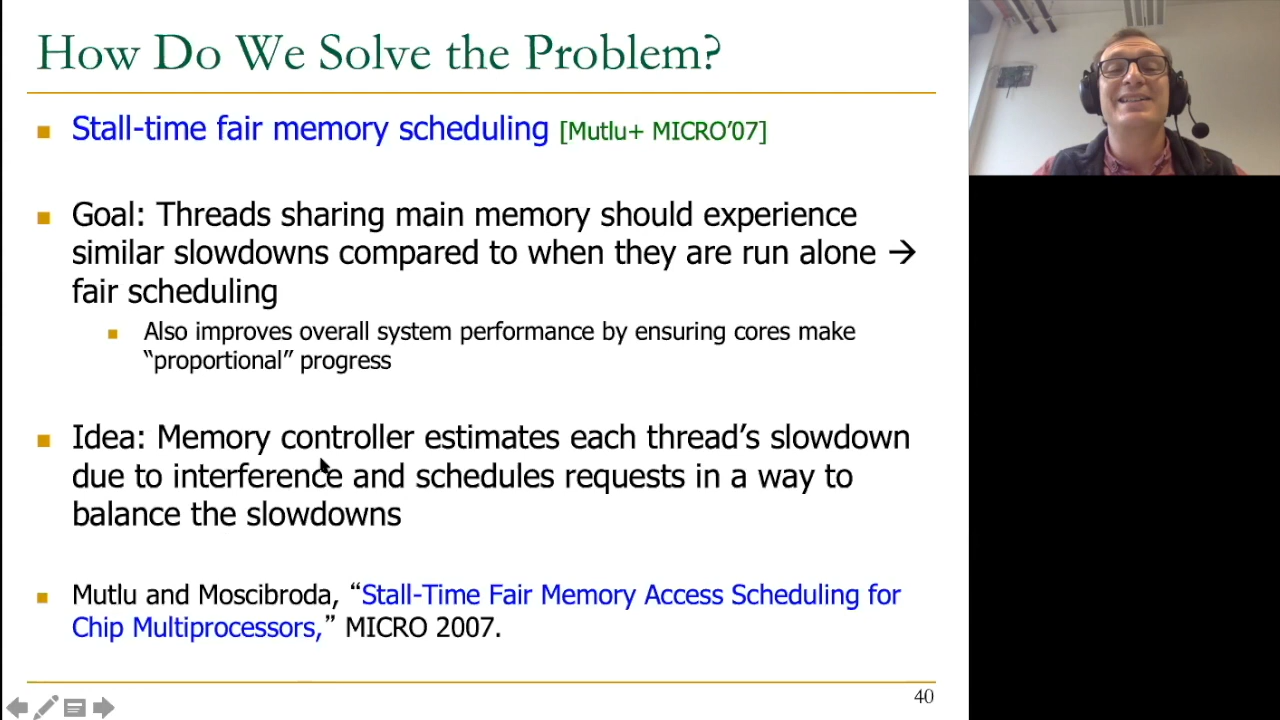 How Do We Solve the Problem?
Stall-time fair memory scheduling [Mutlu+ MICRO’07]
Goal: Threads sharing main memory should experience
similar slowdowns compared to when they are run alone →
fair scheduling
Also improves overall system performance by ensuring cores make
“proportional” progress
Idea: Memory controller estimates each thread’s slowdown
due to interference and schedules requests in a way to
balance the slowdowns
Mutlu and Moscibroda, “Stall-Time Fair Memory Access Scheduling for
Chip Multiprocessors,” MICRO 2007.
40